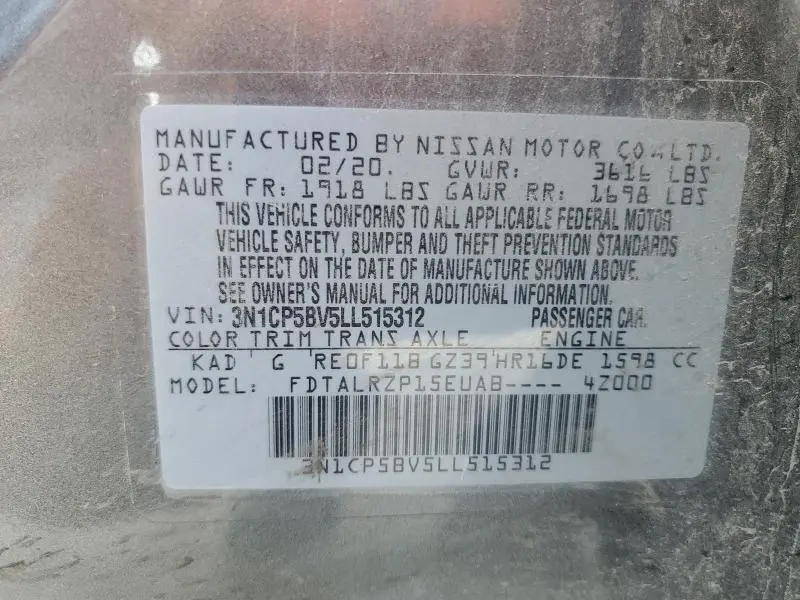 MANUFACTURED BY NISSAN MOTOR CO.,LTD.
DATE: 02/20. GVWR: 3616 LBS
GAWR FR: 1918 LBS GAWR RR: 1698 LBS
THIS VEHICLE CONFORMS TO ALL APPLICABLE FEDERAL MOTOR
VEHICLE SAFETY, BUMPER AND THEFT PREVENTION STANDARDS
IN EFFECT ON THE DATE OF MANUFACTURE SHOWN ABOVE.
SEE OWNER'S MANUAL FOR ADDITIONAL INFORMATION.
VIN: 3N1CP5BV5LL515312 PASSENGER CAR.
COLOR TRIM TRANS AXLE ENGINE
KAD G RE0F11B GZ39 HR16DE 1598 CC
MODEL: FDTALRZP15EUAB---- 4Z000
3N1CP5BV5LL515312